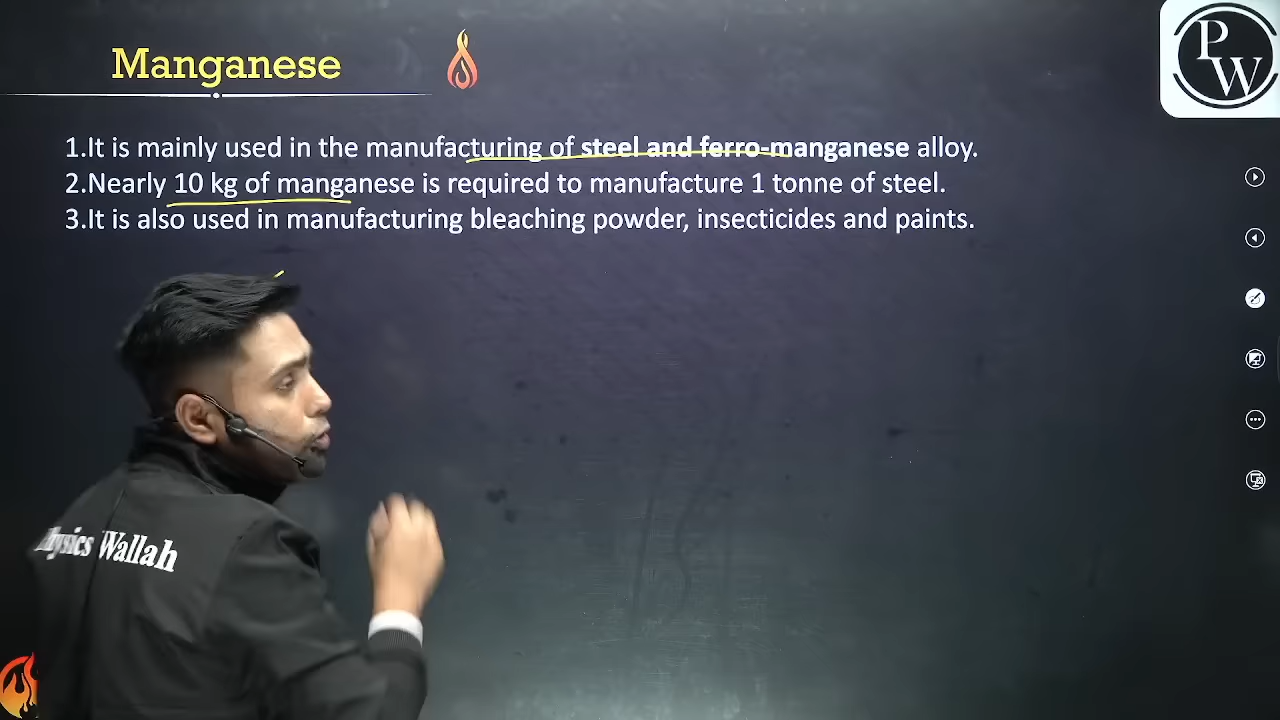 Manganese
PW
1.It is mainly used in the manufacturing of steel and ferro-manganese alloy.
2.Nearly 10 kg of manganese is required to manufacture 1 tonne of steel.
3.It is also used in manufacturing bleaching powder, insecticides and paints.
Physics Wallah